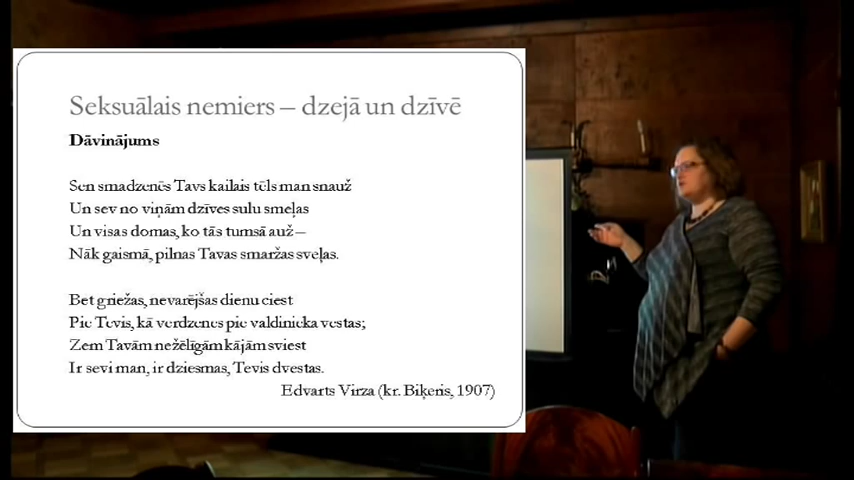 Seksuālais nemiers – dzejā un dzīvē
Dāvinājums
Sen smadzenēs Tavs kailais tēls man snauž
Un sev no viņām dzīves sulu smeļas
Un visas domas, ko tās tumsā auž –
Nāk gaismā, pilnas Tavas smaržas sveļas.
Bet griežas, nevarējšas dienu ciest
Pie Tevis, kā verdzenes pie valdinieka vestas;
Zem Tavām nežēlīgām kājām sviest
Ir sevi man, ir dziesmas, Tevis dvestas.
Edvarts Virza (kr. Biķeris, 1907)